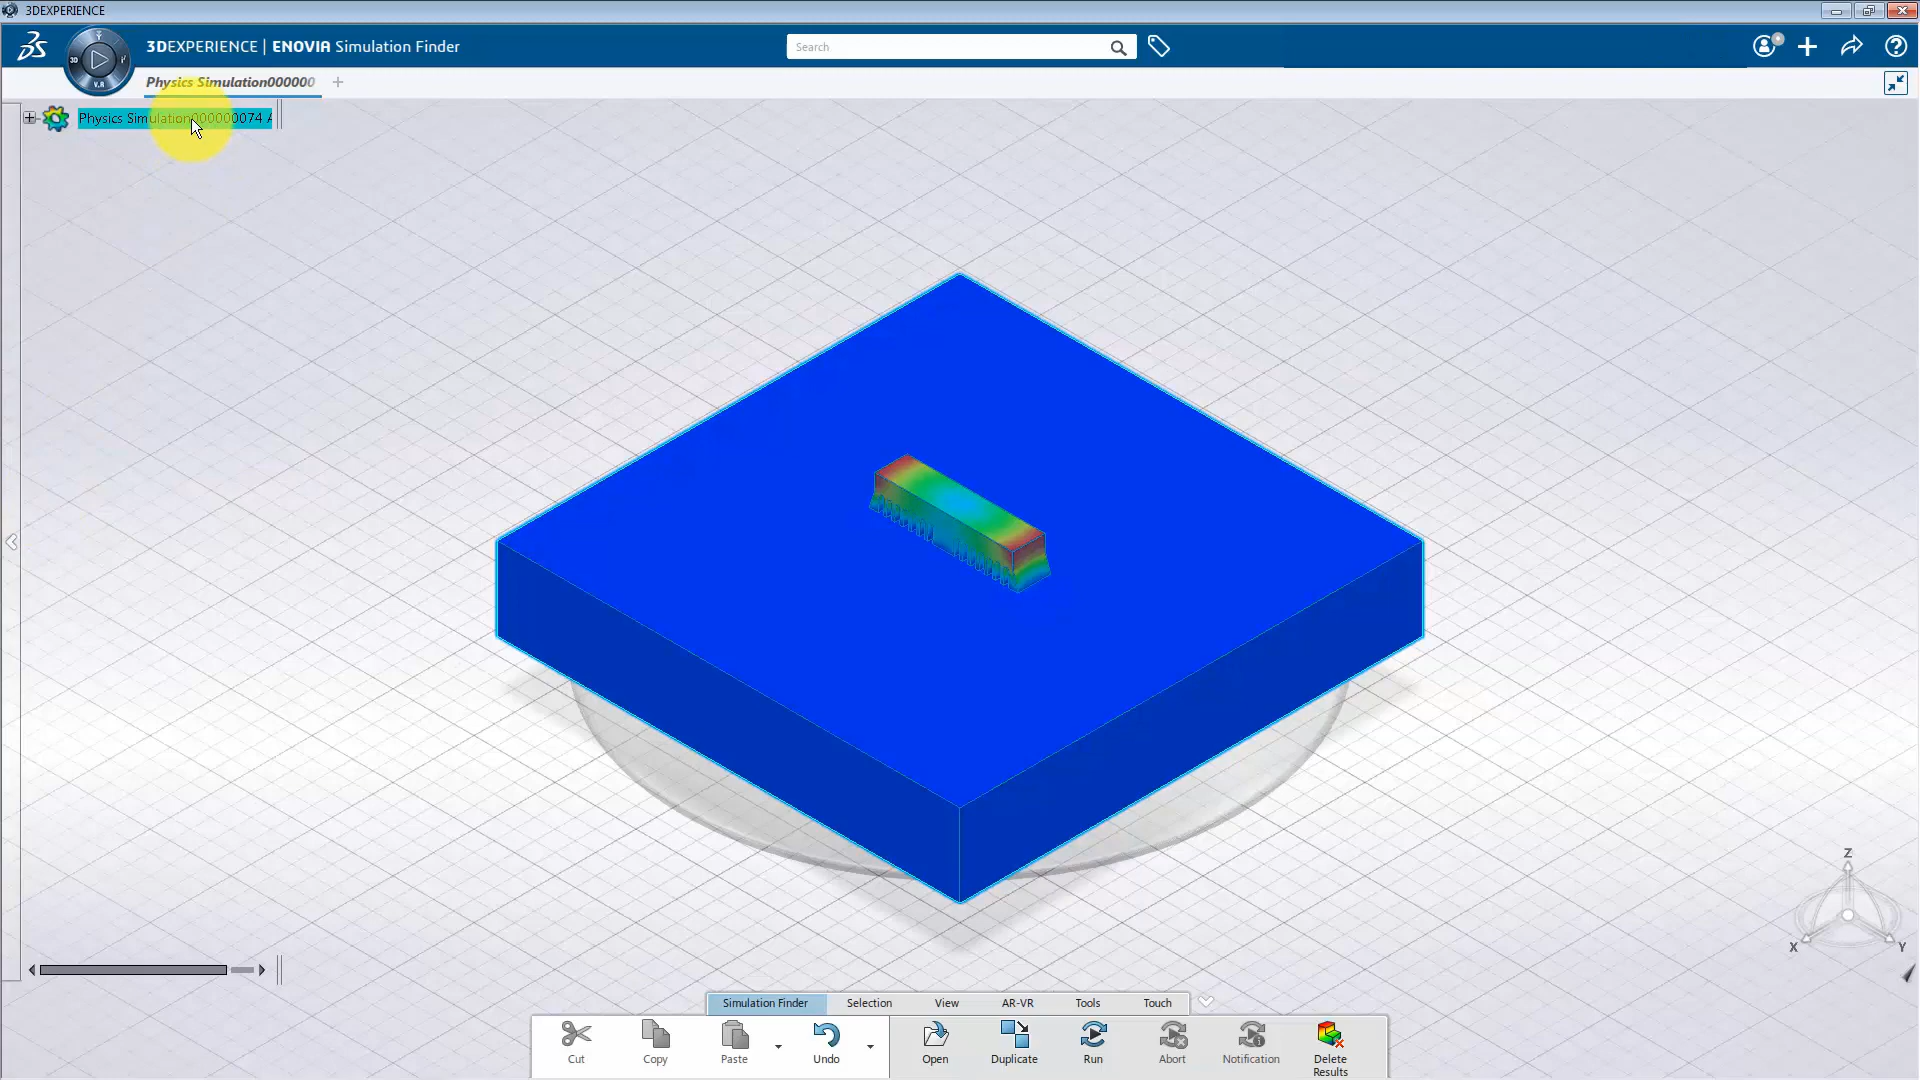 3DEXPERIENCE
3DEXPERIENCE | ENOVIA Simulation Finder
Search
3D
V.R
Physics Simulation000000
Physics Simulation000000074 A
Z
X
Y
Simulation Finder
Selection
View
AR-VR
Tools
Touch
Cut
Copy
Paste
Undo
Open
Duplicate
Run
Abort
Notification
Delete
Results